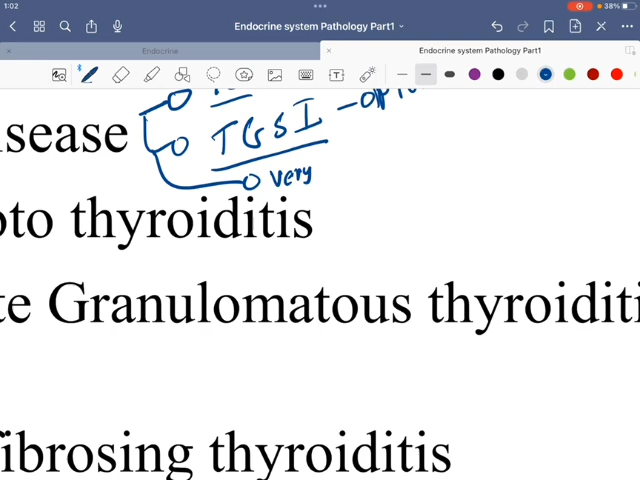 1:02
38%
Endocrine system Pathology Part1
Endocrine
Endocrine system Pathology Part1
isease
TGSI
very
oto thyroiditis
te Granulomatous thyroiditi
fibrosing thyroiditis